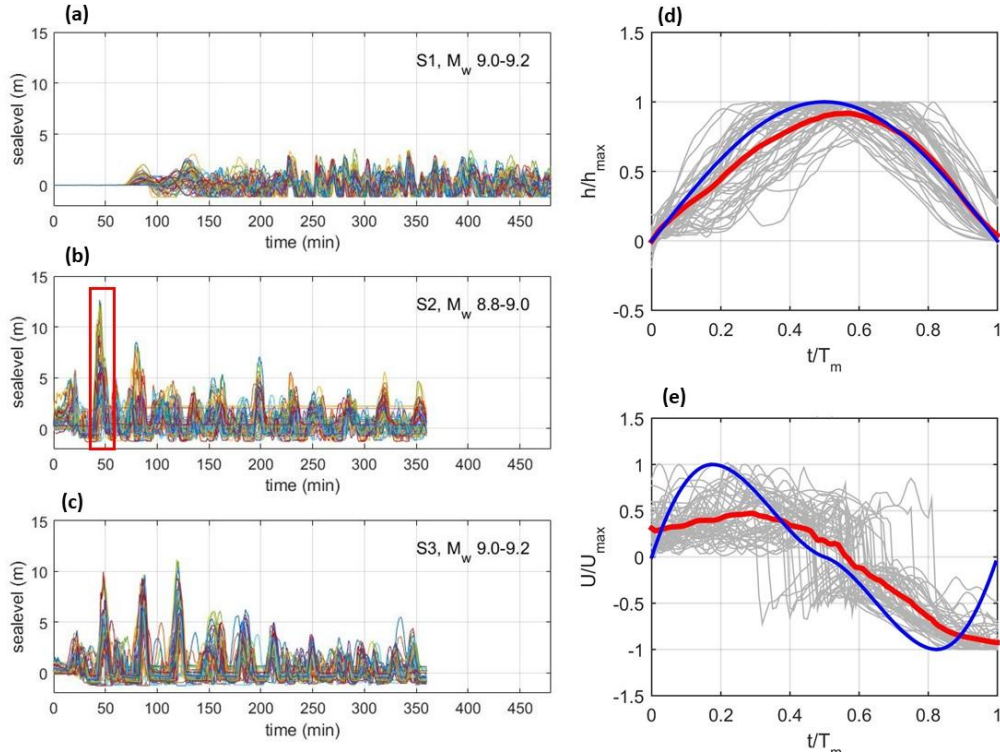 (a)
15
10
5
0
sealevel (m)
S1, Mw 9.0-9.2
0 50 100 150 200 250 300 350 400 450
time (min)
(b)
15
10
5
0
sealevel (m)
S2, Mw 8.8-9.0
0 50 100 150 200 250 300 350 400 450
time (min)
(c)
15
10
5
0
sealevel (m)
S3, Mw 9.0-9.2
0 50 100 150 200 250 300 350 400 450
time (min)
(d)
1.5
1
0.5
0
-0.5
h/hmax
0 0.2 0.4 0.6 0.8 1
t/Tm
(e)
1.5
1
0.5
0
-0.5
-1
-1.5
U/Umax
0 0.2 0.4 0.6 0.8 1
t/Tm